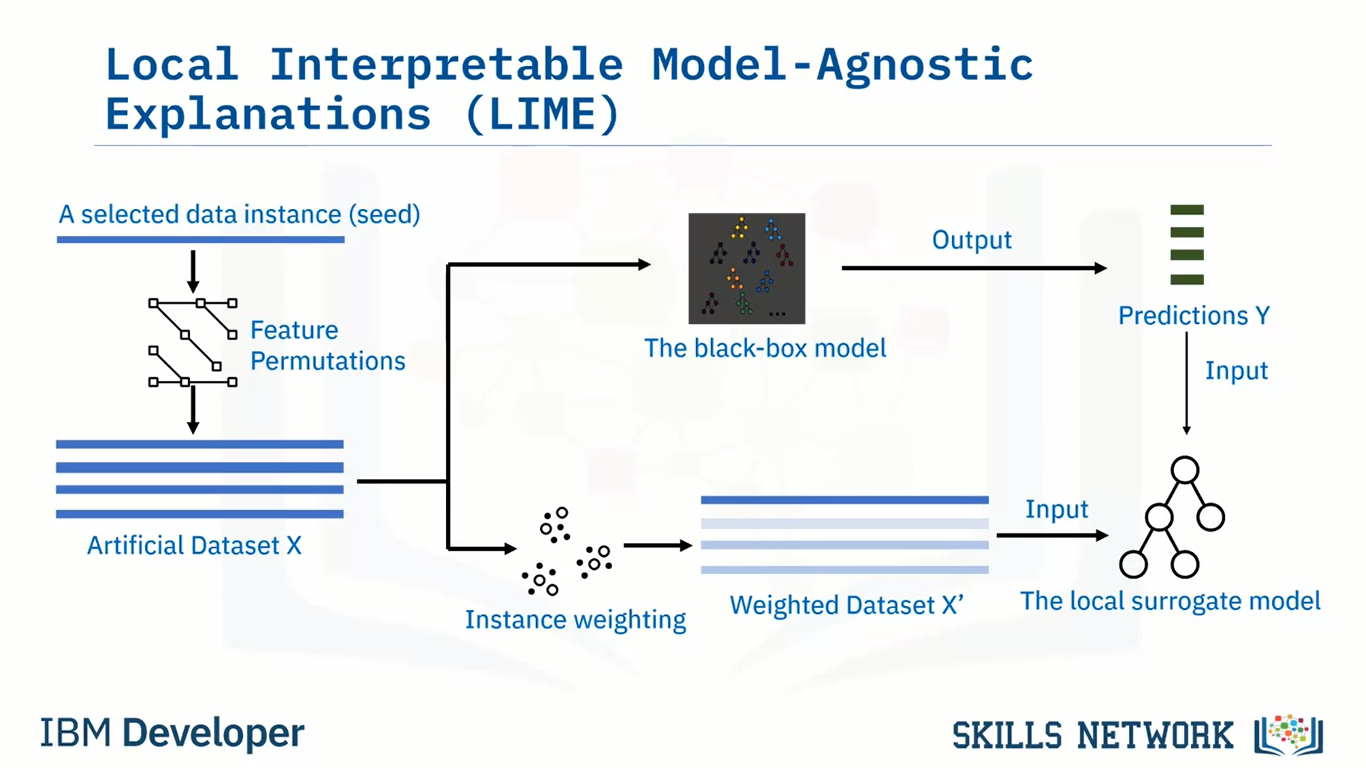 Local Interpretable Model-Agnostic
Explanations (LIME)
A selected data instance (seed)
Feature
Permutations
Artificial Dataset X
The black-box model
Output
Predictions Y
Input
Instance weighting
Weighted Dataset X’
Input
The local surrogate model
IBM Developer
SKILLS NETWORK